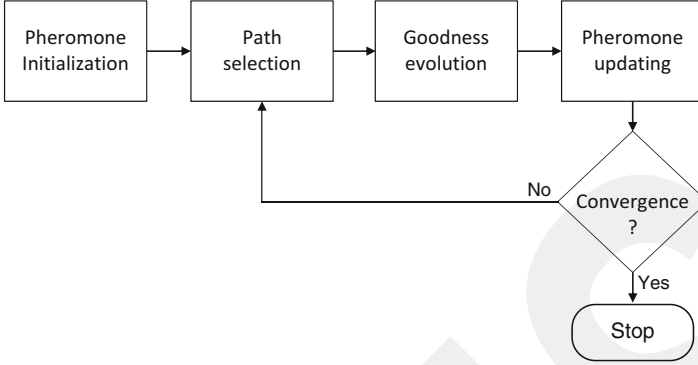 Pheromone
Initialization
Path
selection
Goodness
evolution
Pheromone
updating
No
Convergence
?
Yes
Stop